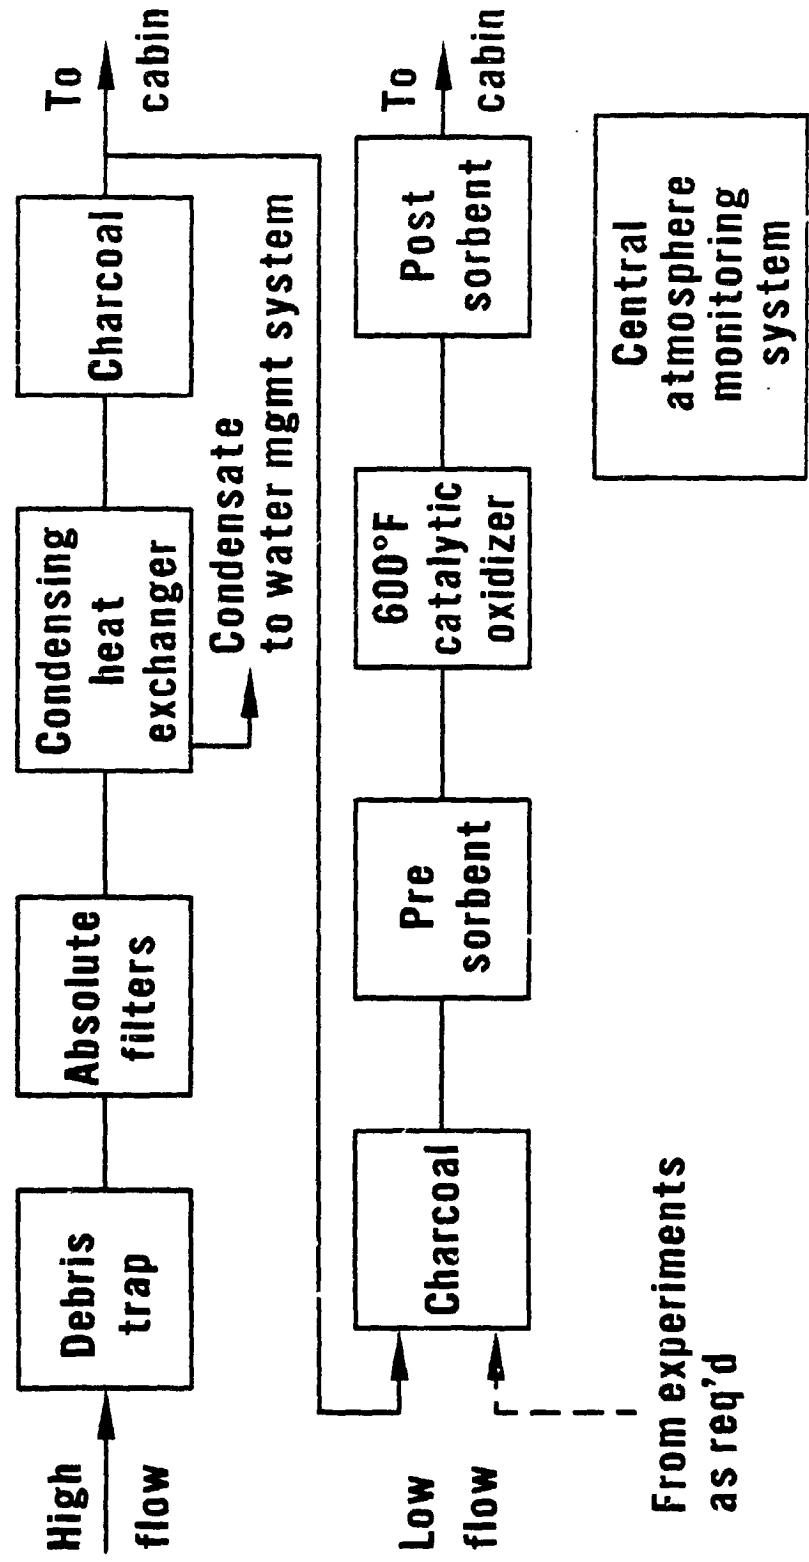 High
flow
Debris
trap
Absolute
filters
Condensing
heat
exchanger
Charcoal
To
cabin
Condensate
to water mgmt system
Low
flow
Charcoal
Pre
sorbent
600°F
catalytic
oxidizer
Post
sorbent
To
cabin
From experiments
as req'd
Central
atmosphere
monitoring
system